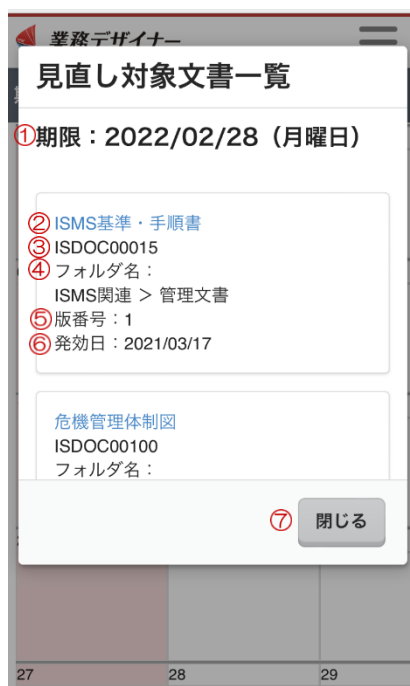 業務デザイナー
見直し対象文書一覧
①期限：2022/02/28（月曜日）
②ISMS基準・手順書
③ISDOC00015
④フォルダ名：
ISMS関連 ＞ 管理文書
⑤版番号：1
⑥発効日：2021/03/17
危機管理体制図
ISDOC00100
フォルダ名：
⑦ 閉じる
27 28 29